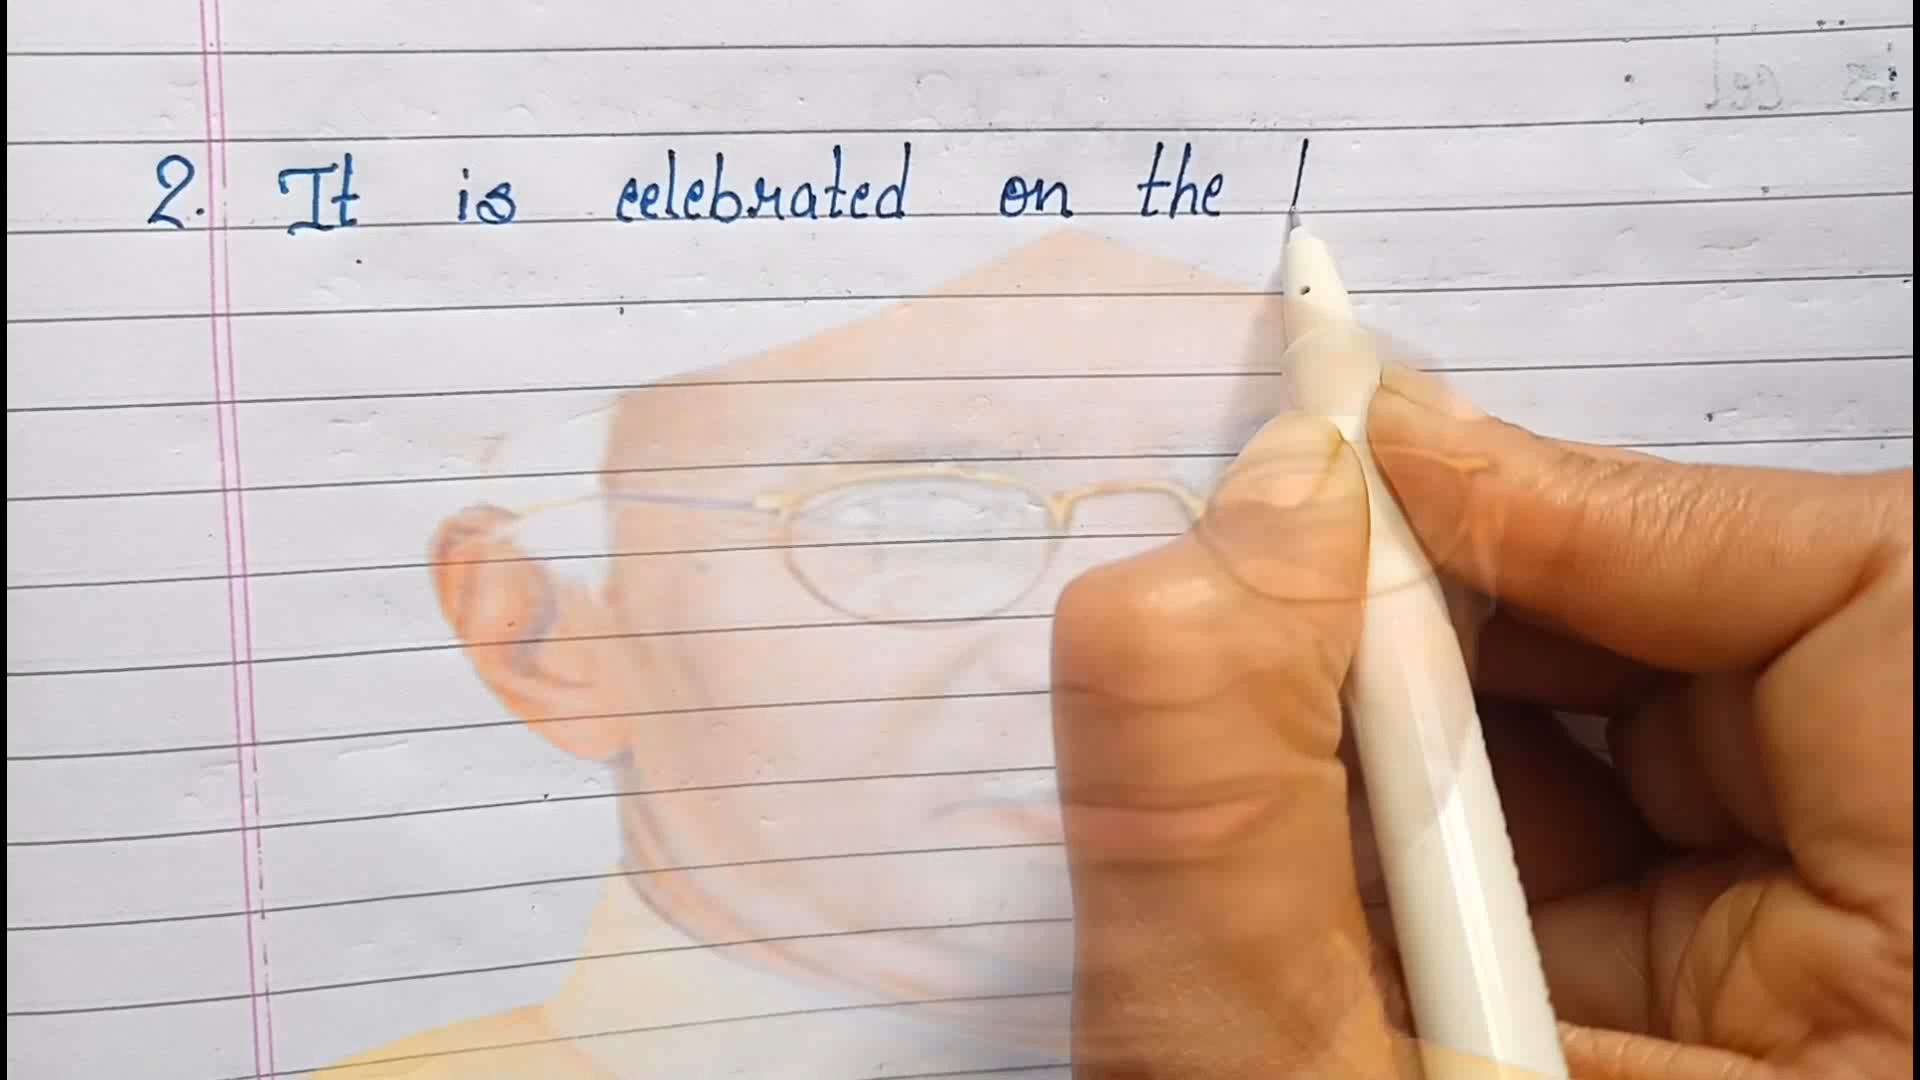 2. It is celebrated on the